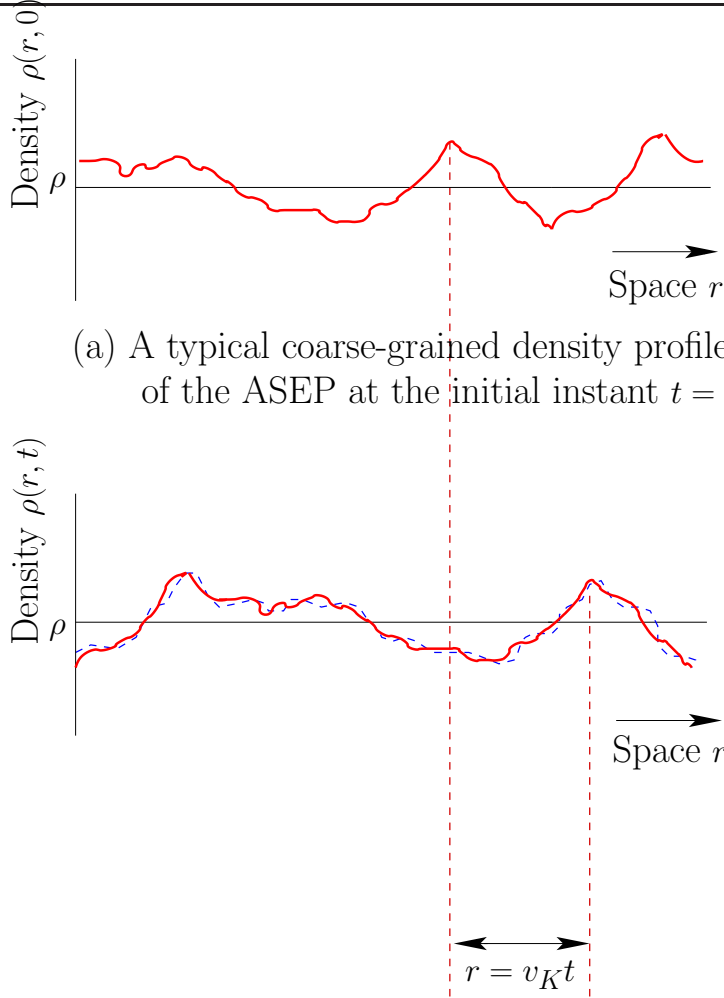 Density ρ(r, 0)
ρ
Space r
(a) A typical coarse-grained density profile
of the ASEP at the initial instant t =
Density ρ(r, t)
ρ
Space r
r = v_K t